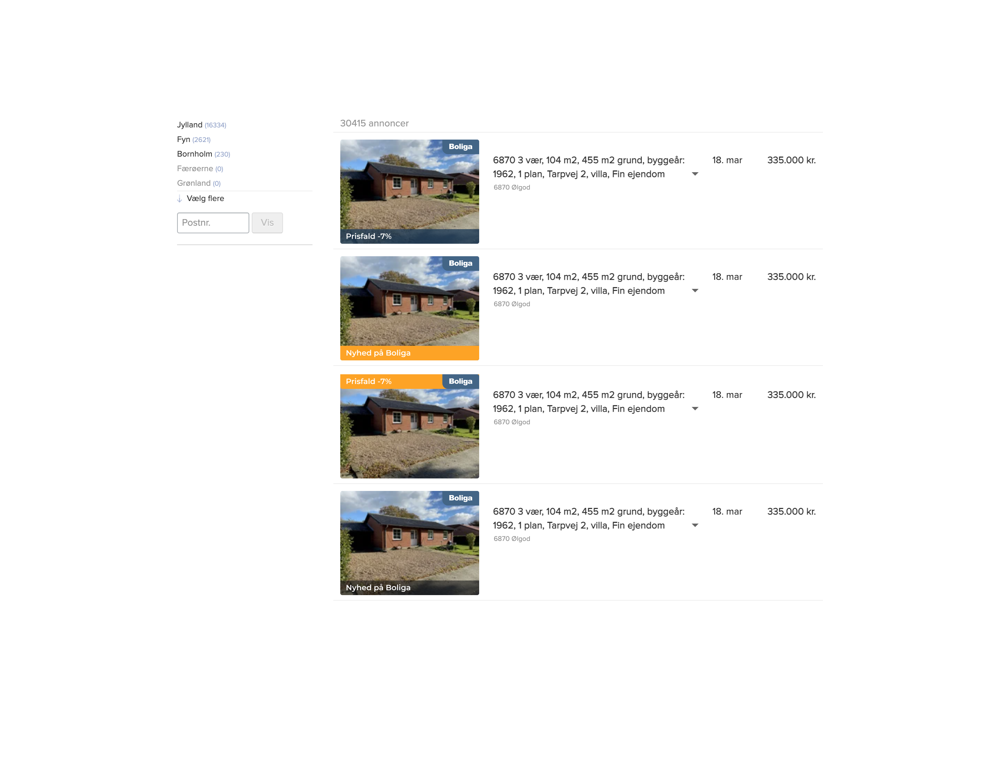 Jylland (16334)
Fyn (2621)
Bornholm (230)
Færøerne (0)
Grønland (0)
Vælg flere
Postnr. Vis
30415 annoncer
Boliga
Prisfald -7%
6870 3 vær, 104 m2, 455 m2 grund, byggeår:
1962, 1 plan, Tarpvej 2, villa, Fin ejendom
6870 Ølgod
18. mar
335.000 kr.
Boliga
Nyhed på Boliga
6870 3 vær, 104 m2, 455 m2 grund, byggeår:
1962, 1 plan, Tarpvej 2, villa, Fin ejendom
6870 Ølgod
18. mar
335.000 kr.
Prisfald -7%
Boliga
6870 3 vær, 104 m2, 455 m2 grund, byggeår:
1962, 1 plan, Tarpvej 2, villa, Fin ejendom
6870 Ølgod
18. mar
335.000 kr.
Boliga
Nyhed på Boliga
6870 3 vær, 104 m2, 455 m2 grund, byggeår:
1962, 1 plan, Tarpvej 2, villa, Fin ejendom
6870 Ølgod
18. mar
335.000 kr.